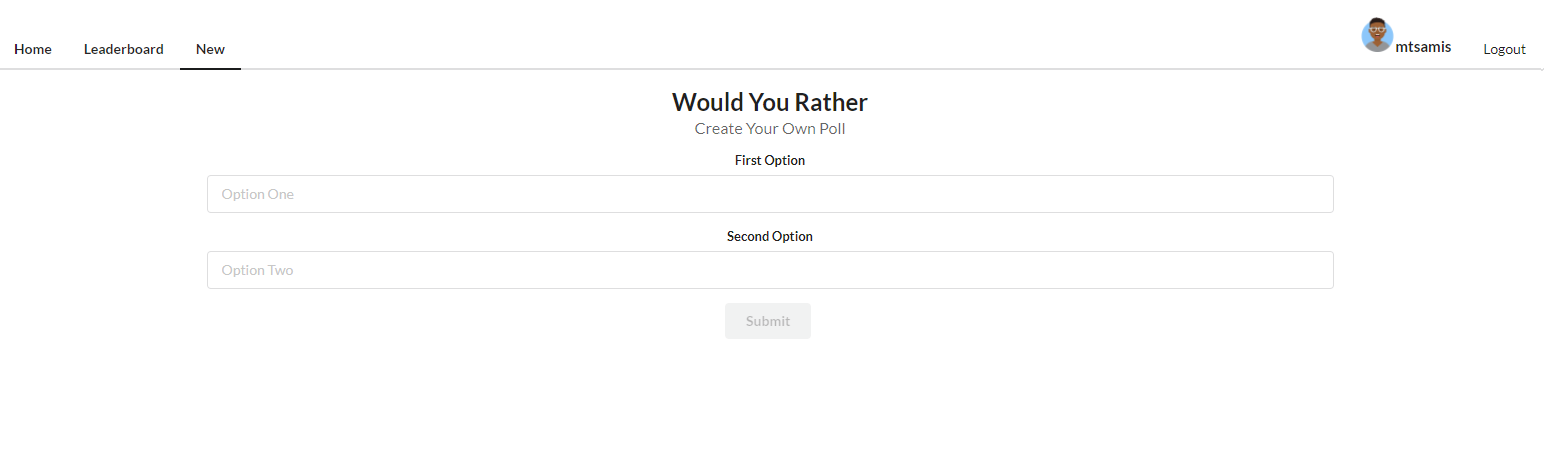 Home Leaderboard New mtsamis Logout
Would You Rather
Create Your Own Poll
First Option
Option One
Second Option
Option Two
Submit